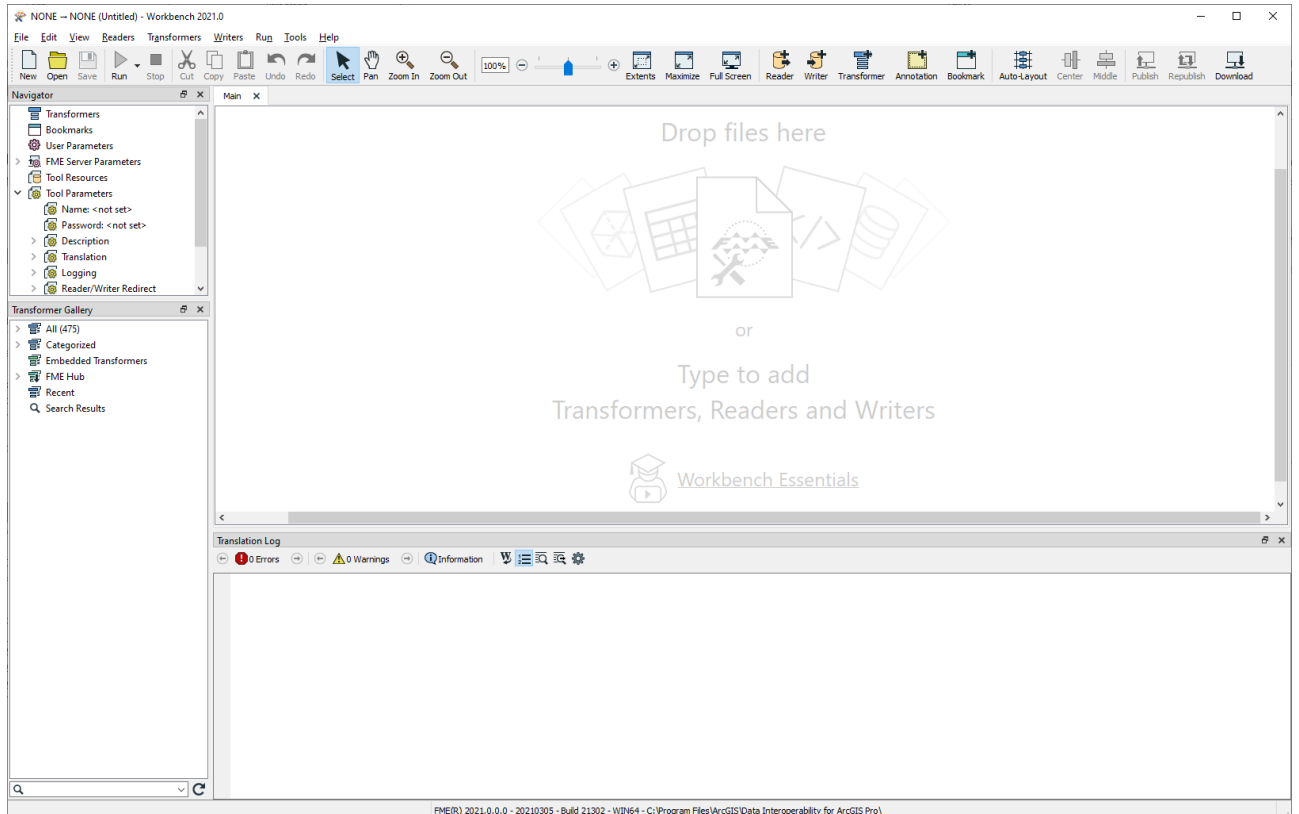 NONE → NONE (Untitled) - Workbench 2021.0
File Edit View Readers Transformers Writers Run Tools Help
New Open Save Run Stop Cut Copy Paste Undo Redo Select Pan Zoom In Zoom Out 100% Extents Maximize Full Screen Reader Writer Transformer Annotation Bookmark Auto-Layout Center Middle Publish Republish Download
Navigator
Transformers
Bookmarks
User Parameters
FME Server Parameters
Tool Resources
Tool Parameters
Name: <not set>
Password: <not set>
Description
Translation
Logging
Reader/Writer Redirect
Transformer Gallery
All (475)
Categorized
Embedded Transformers
FME Hub
Recent
Search Results
Main
Drop files here
or
Type to add
Transformers, Readers and Writers
Workbench Essentials
Translation Log
0 Errors 0 Warnings Information
FME(R) 2021.0.0.0 - 20210305 - Build 21302 - WIN64 - C:\Program Files\ArcGIS\Data Interoperability for ArcGIS Pro\